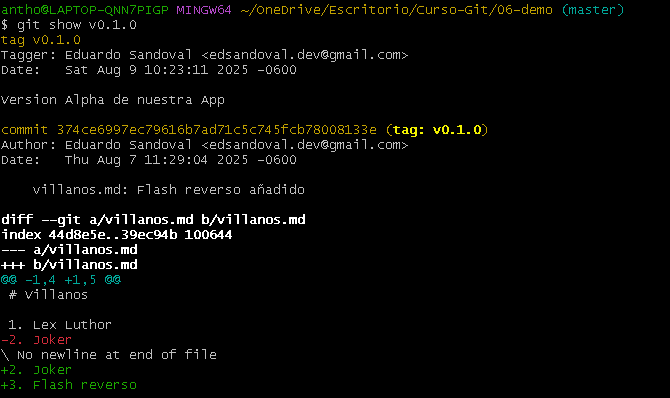 antho@LAPTOP-QNN7PIGP MINGW64 ~/OneDrive/Escritorio/Curso-Git/06-demo (master)
$ git show v0.1.0
tag v0.1.0
Tagger: Eduardo Sandoval <edsandoval.dev@gmail.com>
Date:   Sat Aug 9 10:23:11 2025 -0600

Version Alpha de nuestra App

commit 374ce6997ec79616b7ad71c5c745fcb78008133e (tag: v0.1.0)
Author: Eduardo Sandoval <edsandoval.dev@gmail.com>
Date:   Thu Aug 7 11:29:04 2025 -0600

    villanos.md: Flash reverso añadido

diff --git a/villanos.md b/villanos.md
index 44d8e5e..39ec94b 100644
--- a/villanos.md
+++ b/villanos.md
@@ -1,4 +1,5 @@
 # Villanos

 1. Lex Luthor
-2. Joker
\ No newline at end of file
+2. Joker
+3. Flash reverso